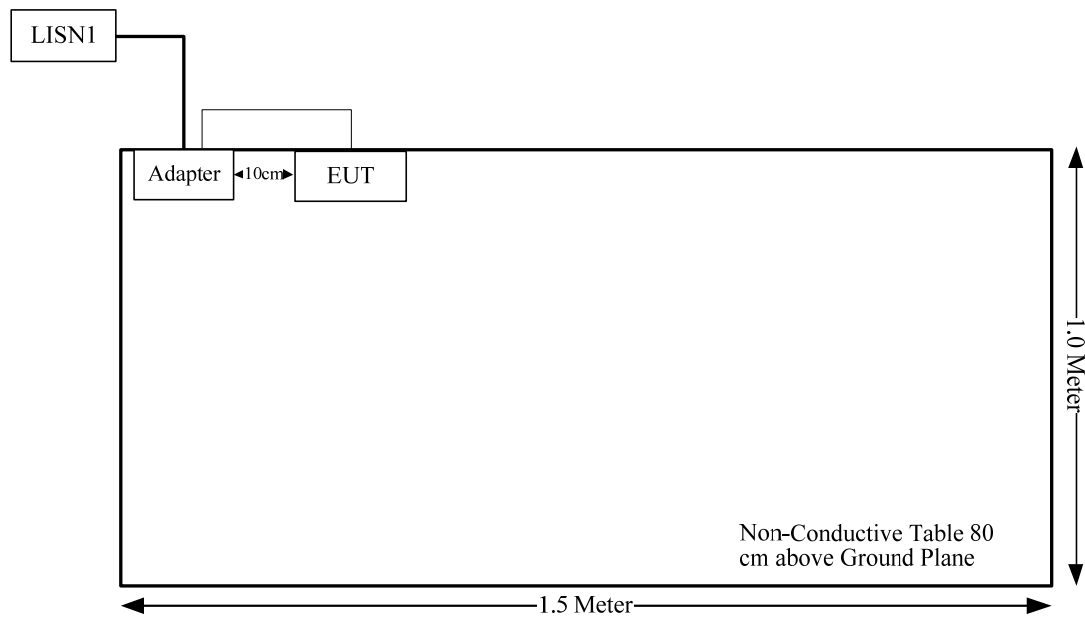 LISN1
Adapter
10cm
EUT
1.0 Meter
Non-Conductive Table 80
cm above Ground Plane
1.5 Meter